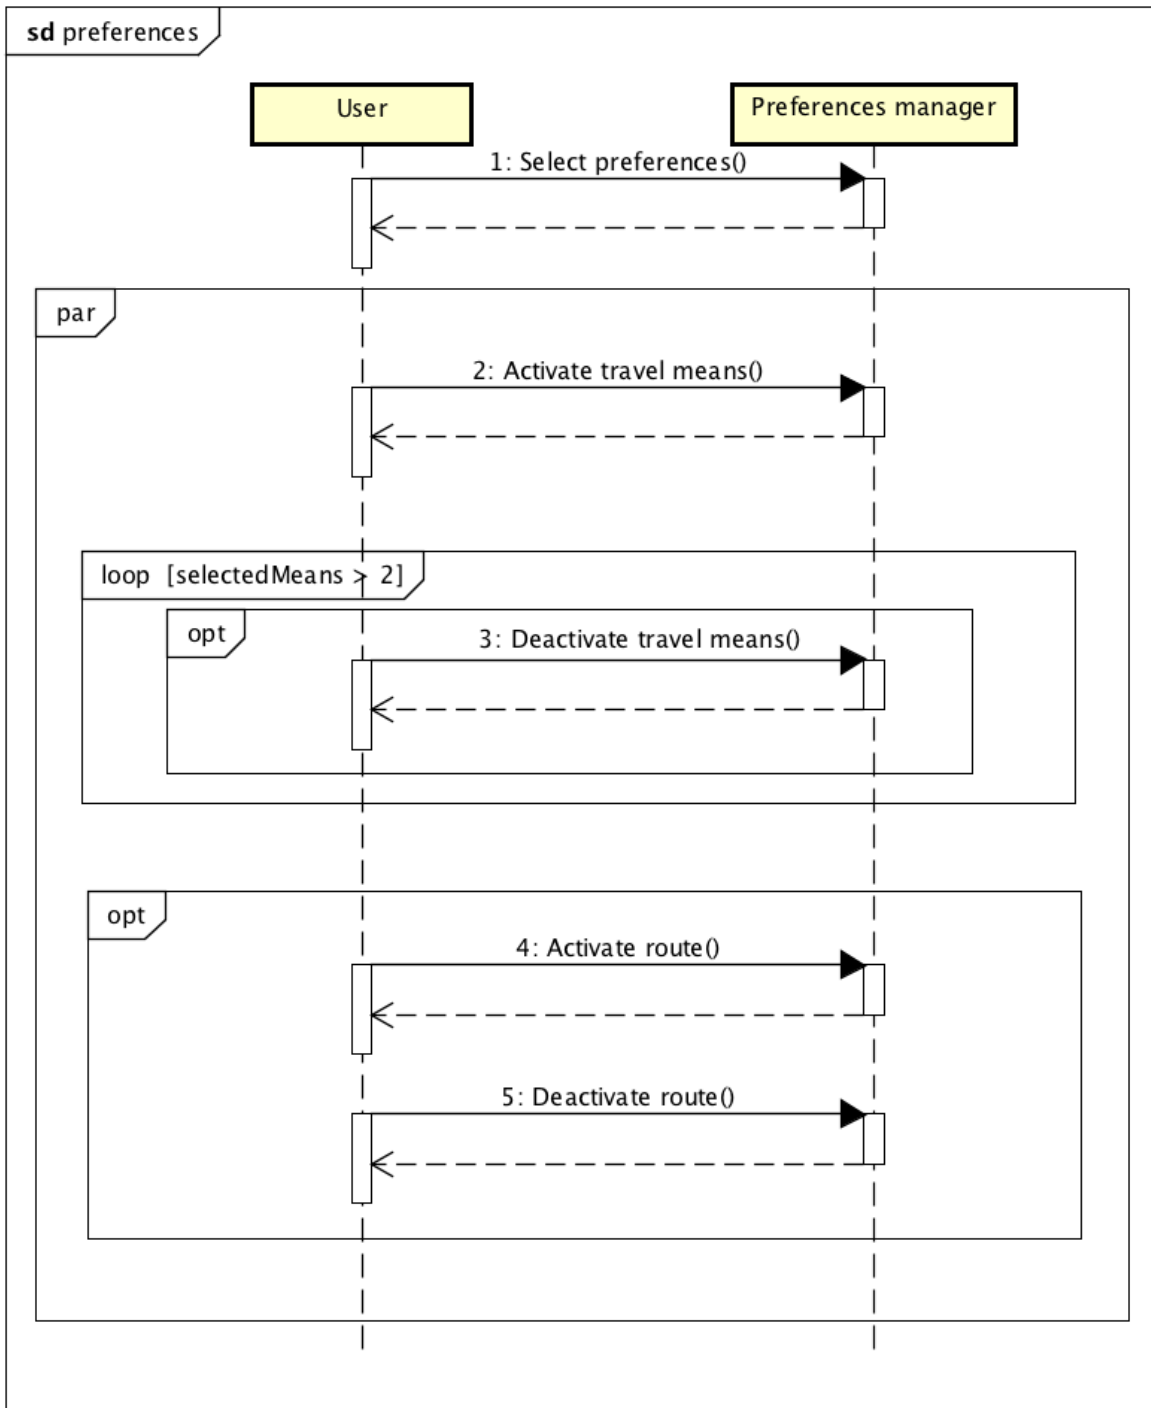 sd preferences
User
Preferences manager
1: Select preferences()
par
2: Activate travel means()
loop [selectedMeans > 2]
opt
3: Deactivate travel means()
opt
4: Activate route()
5: Deactivate route()